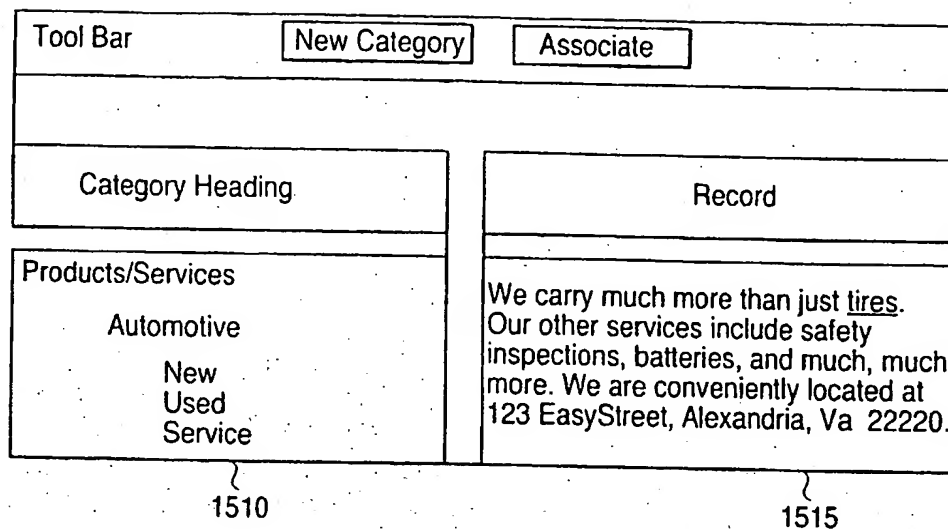 Tool Bar New Category Associate
Category Heading
Record
Products/Services
Automotive
New
Used
Service
We carry much more than just tires.
Our other services include safety
inspections, batteries, and much, much
more. We are conveniently located at
123 EasyStreet, Alexandria, Va 22220.
1510
1515